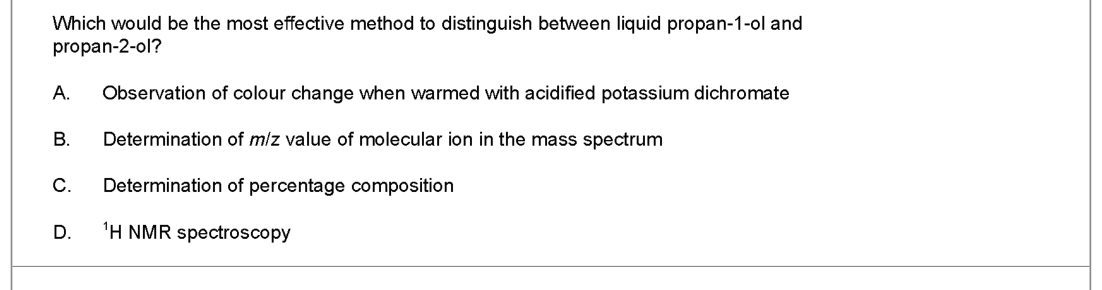 Which would be the most effective method to distinguish between liquid propan-1-ol and
propan-2-ol?
A. Observation of colour change when warmed with acidified potassium dichromate
B. Determination of m/z value of molecular ion in the mass spectrum
C. Determination of percentage composition
D. ¹H NMR spectroscopy